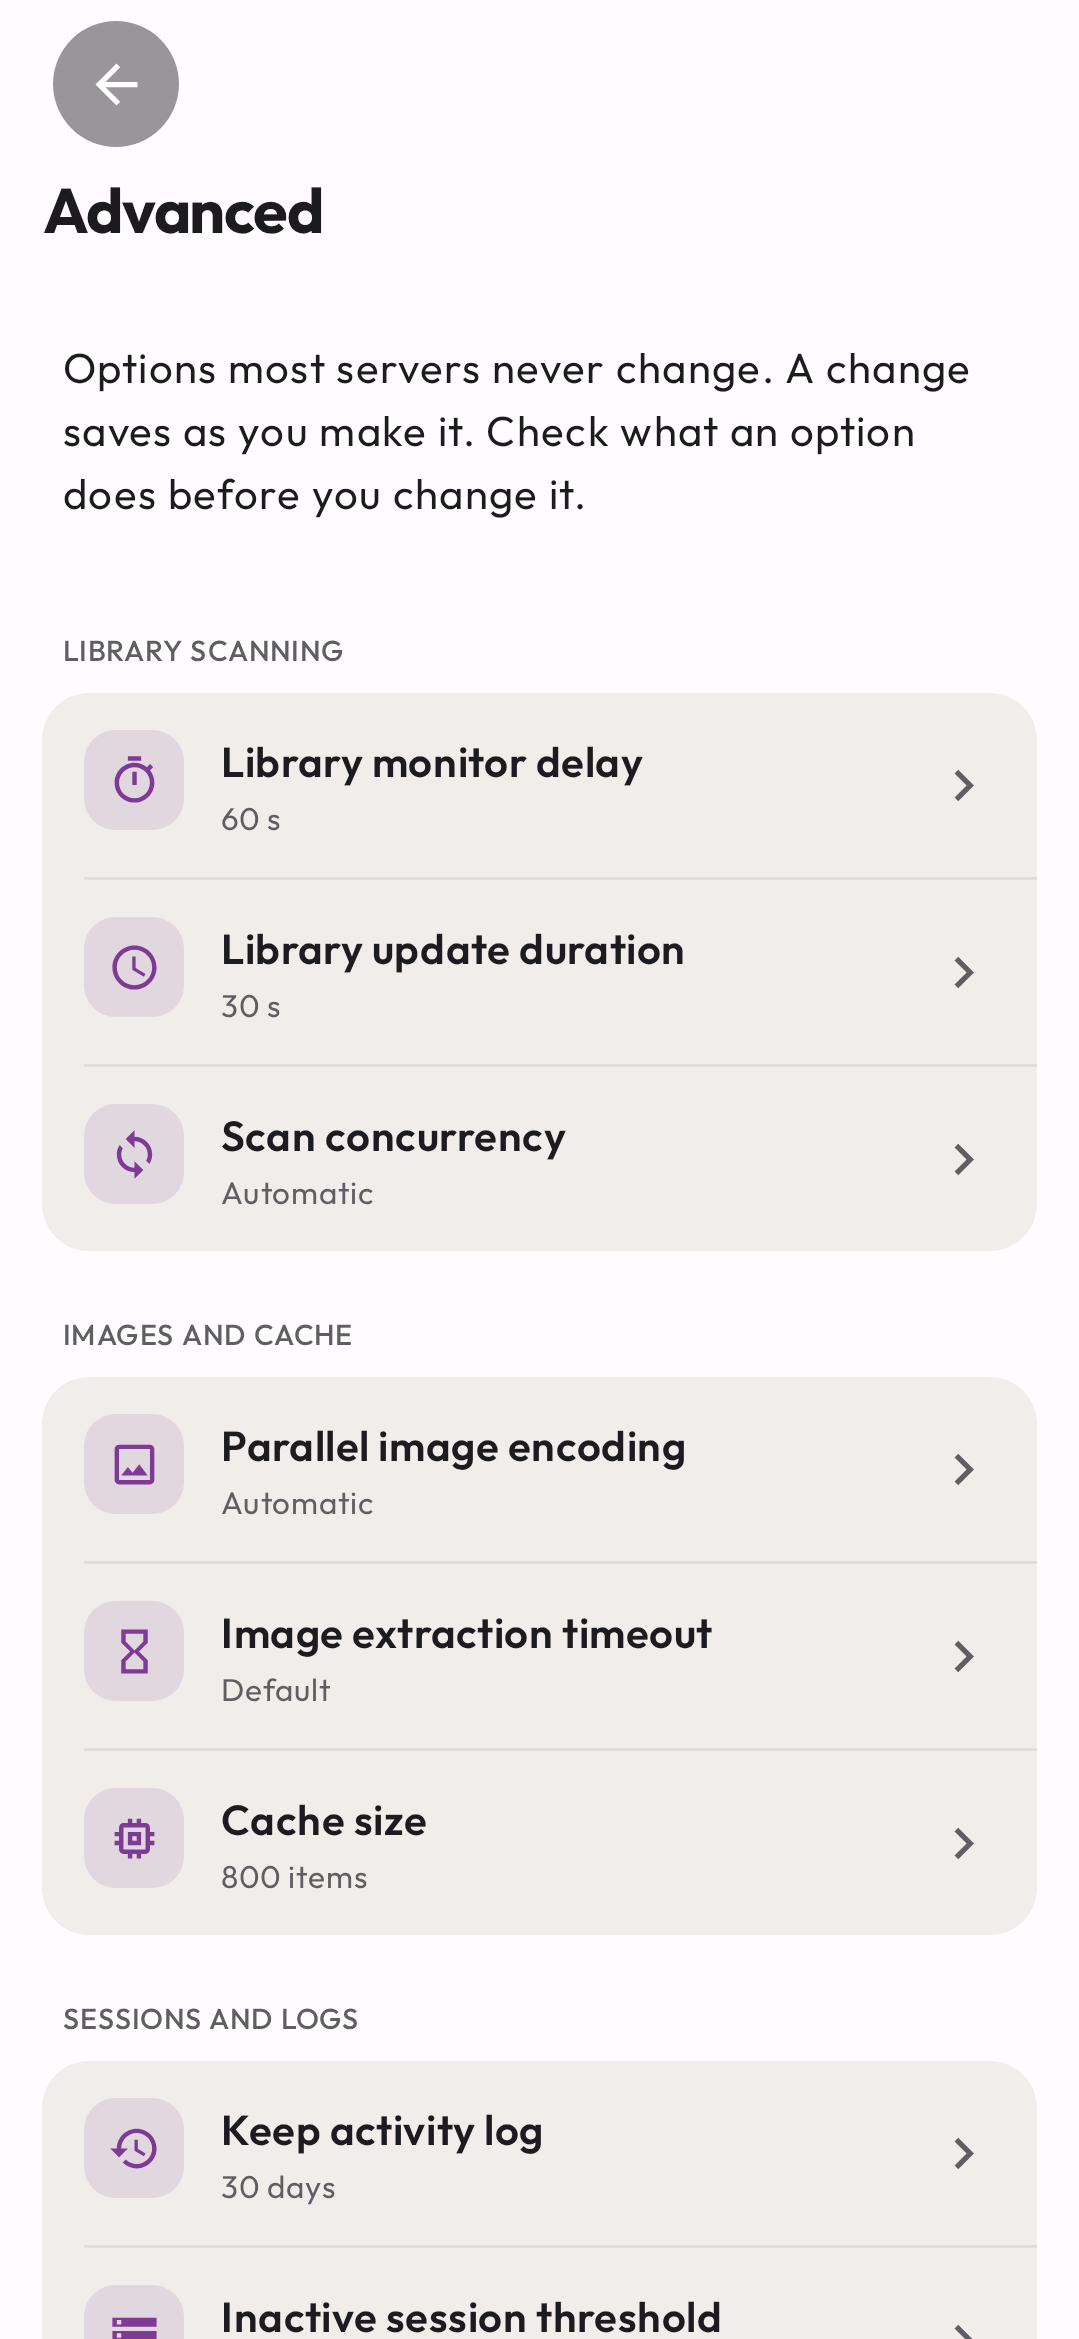 Advanced
Options most servers never change. A change
saves as you make it. Check what an option
does before you change it.
LIBRARY SCANNING
Library monitor delay
60 s
Library update duration
30 s
Scan concurrency
Automatic
IMAGES AND CACHE
Parallel image encoding
Automatic
Image extraction timeout
Default
Cache size
800 items
SESSIONS AND LOGS
Keep activity log
30 days
Inactive session threshold